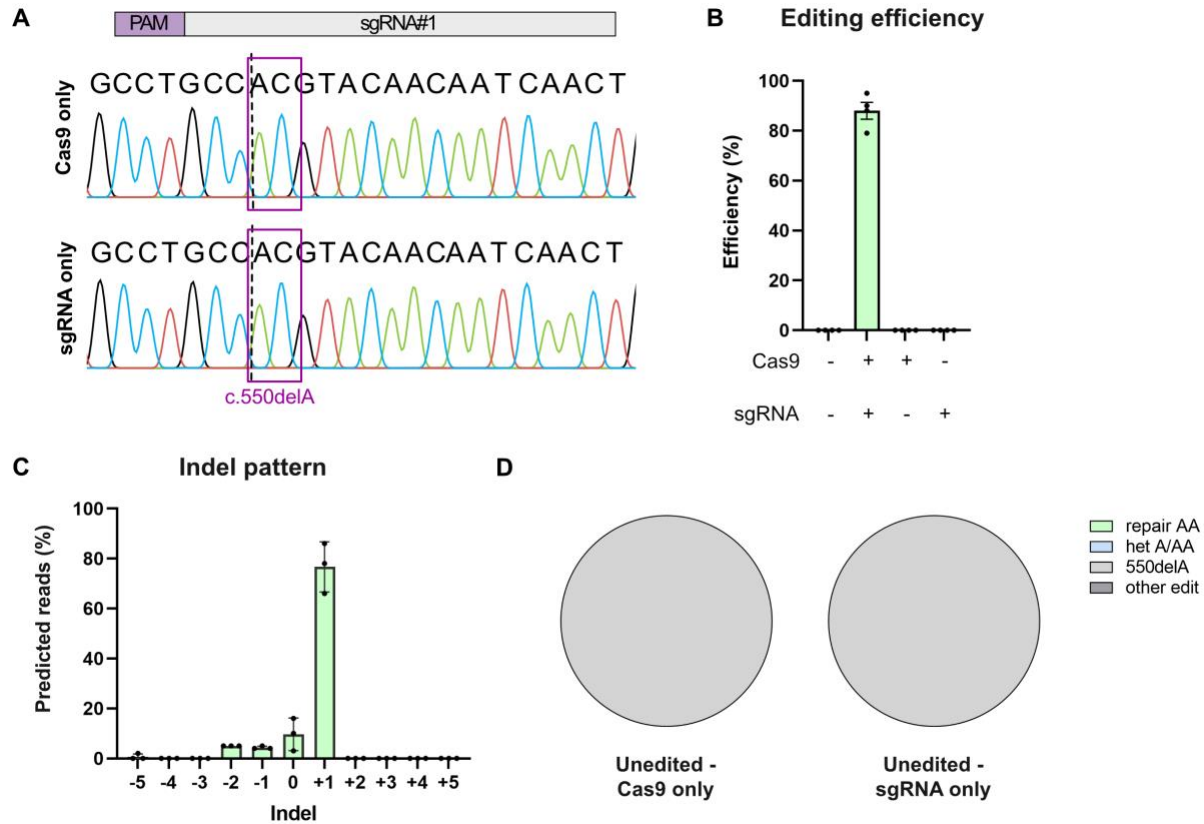 A
PAM sgRNA#1
Cas9 only
GCCTGCCACGTACAACAATCAACT
sgRNA only
GCCTGCCACGTACAACAATCAACT
c.550delA
B Editing efficiency
Efficiency (%)
100
80
60
40
20
0
Cas9 - + + -
sgRNA - + - +
C Indel pattern
Predicted reads (%)
100
80
60
40
20
0
-5 -4 -3 -2 -1 0 +1 +2 +3 +4 +5
Indel
D
repair AA
het A/AA
550delA
other edit
Unedited -
Cas9 only
Unedited -
sgRNA only